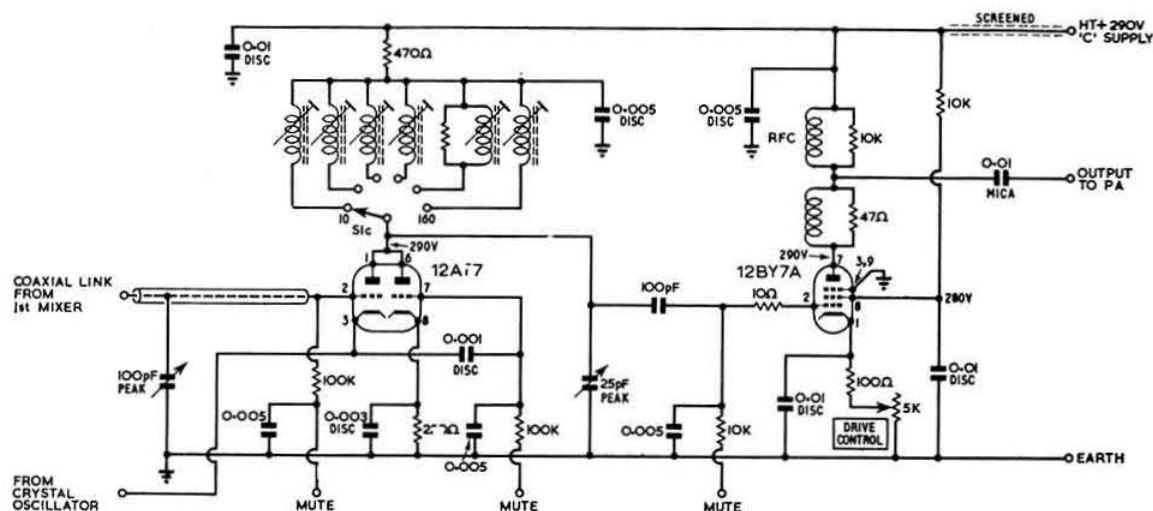 SCREENED
HT+290V
'C' SUPPLY
0·01
DISC
470Ω
0·005
DISC
0·005
DISC
RFC
10K
10K
0·01
MICA
OUTPUT
TO PA
10
160
S1c
290V
47Ω
290V
7
3,9
12AT7
1
6
12BY7A
COAXIAL LINK
FROM
1st MIXER
2
7
100pF
10Ω
2
8
280V
3
8
1
0·001
DISC
100pF
PEAK
100K
25pF
PEAK
0·01
DISC
100Ω
0·01
DISC
5K
0·005
0·003
DISC
0·005
100K
0·005
10K
DRIVE
CONTROL
EARTH
FROM
CRYSTAL
OSCILLATOR
MUTE
MUTE
MUTE